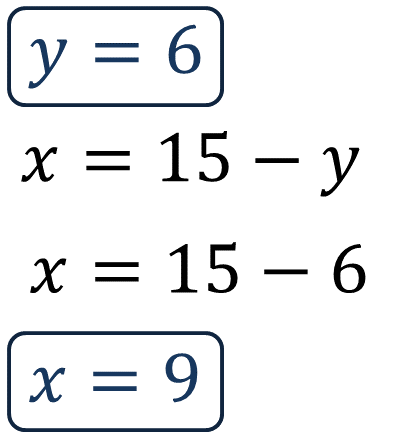 y = 6
x = 15 − y
x = 15 − 6
x = 9